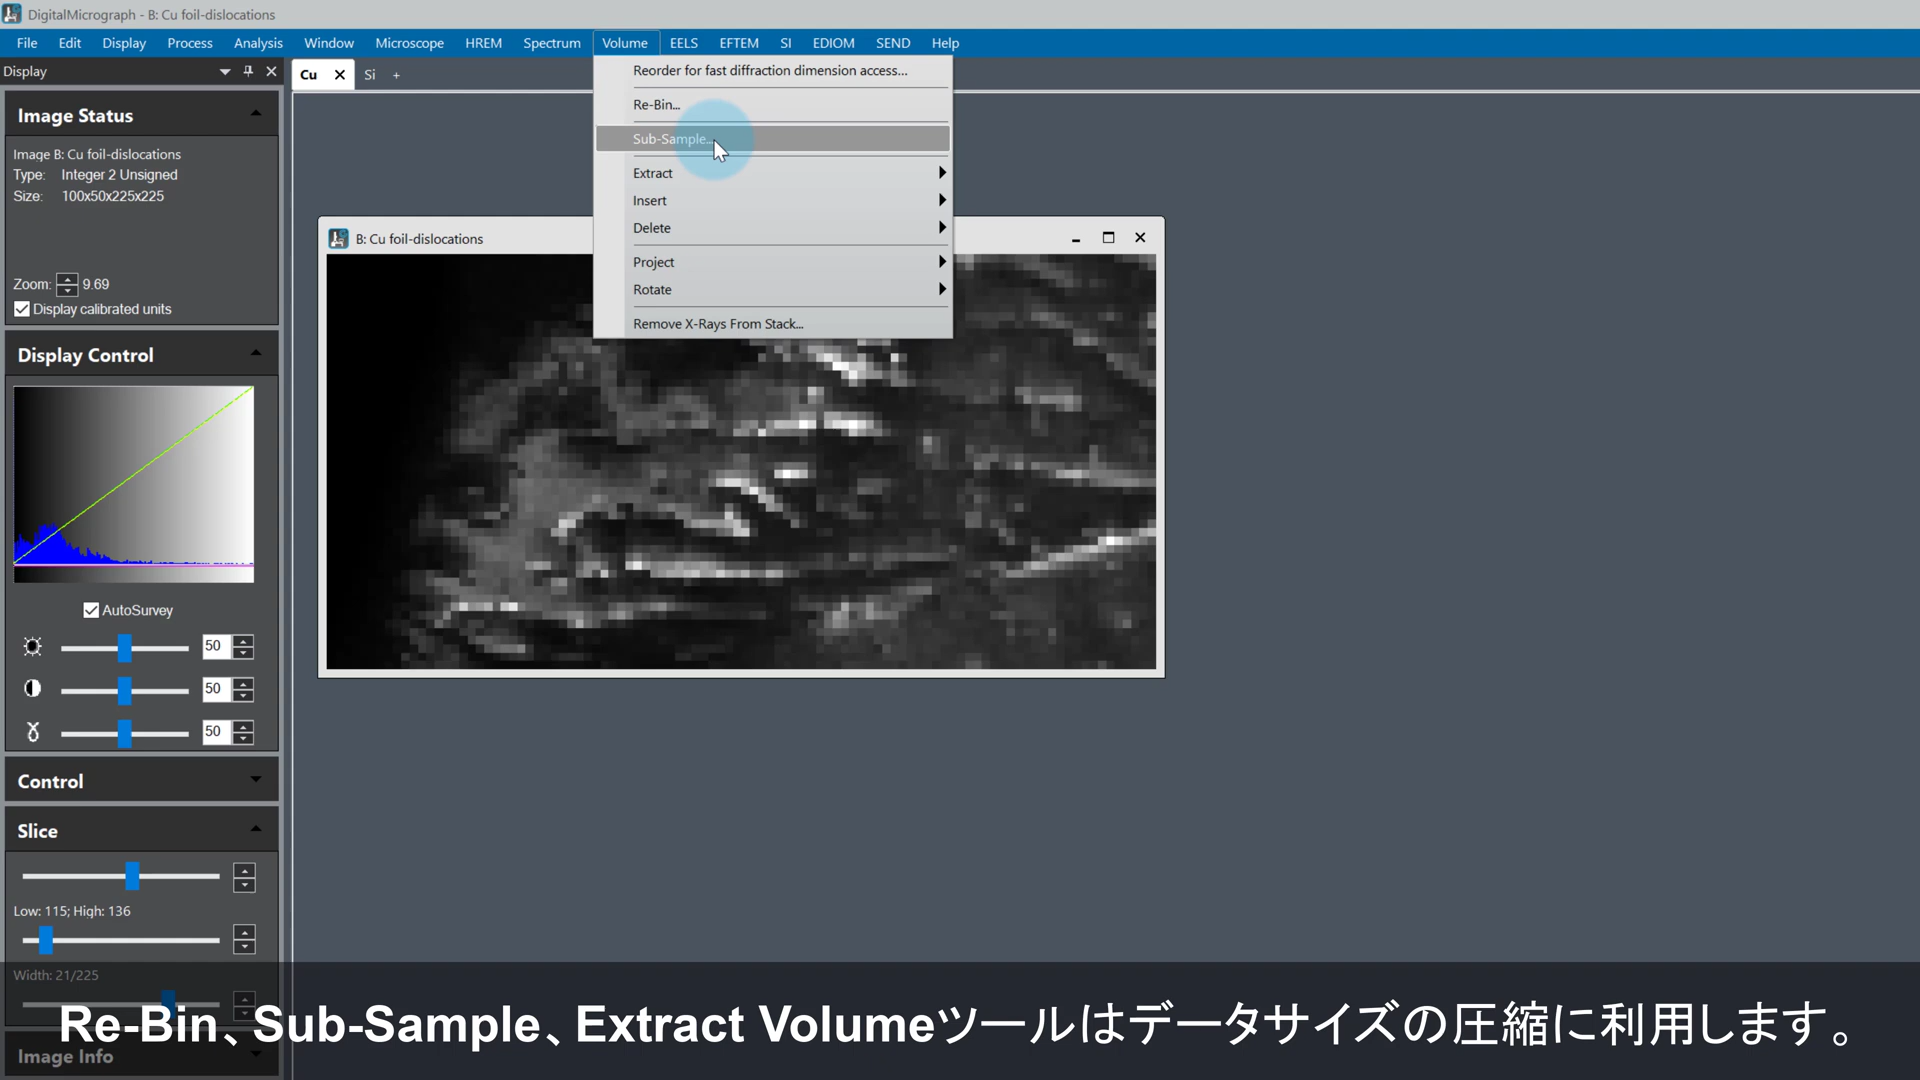 DigitalMicrograph - B: Cu foil-dislocations
File Edit Display Process Analysis Window Microscope HREM Spectrum Volume EELS EFTEM SI EDIOM SEND Help
Display
Cu
Si +
Reorder for fast diffraction dimension access...
Re-Bin...
Sub-Sample...
Extract
Insert
Delete
Project
Rotate
Remove X-Rays From Stack...
Image Status
Image B: Cu foil-dislocations
Type: Integer 2 Unsigned
Size: 100x50x225x225
Zoom: 9.69
Display calibrated units
B: Cu foil-dislocations
Display Control
AutoSurvey
50
50
50
Control
Slice
Low: 115; High: 136
Width: 21/225
Re-Bin、Sub-Sample、Extract Volumeツールはデータサイズの圧縮に利用します。
Image Info